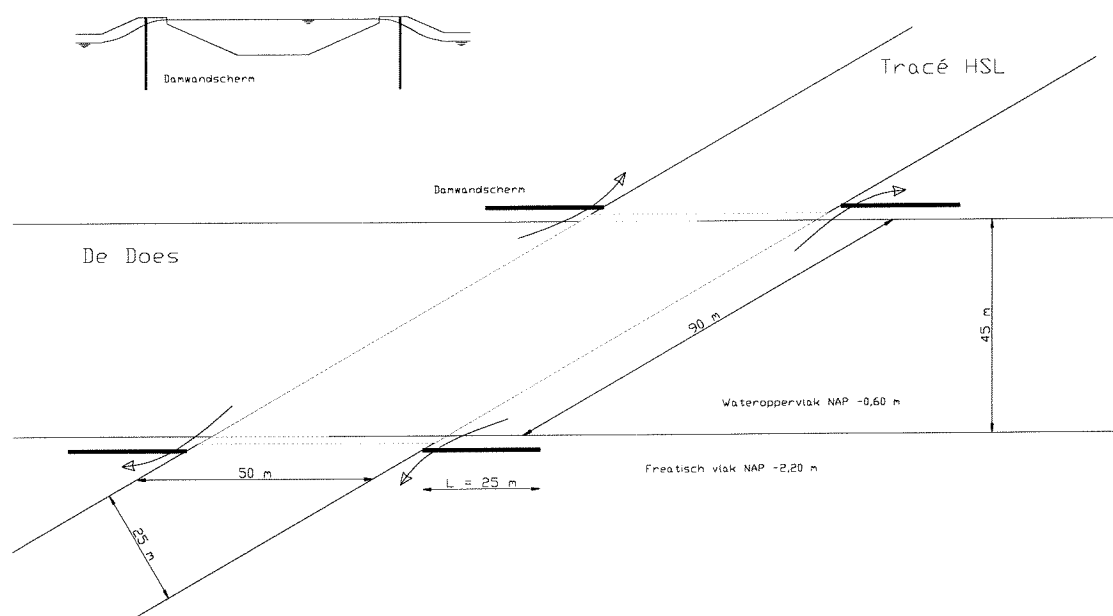 Damwandscherm
Tracé HSL
Damwandscherm
De Does
90 m
45 m
Wateroppervlak NAP -0,60 m
Freatisch vlak NAP -2,20 m
50 m
L = 25 m
25 m